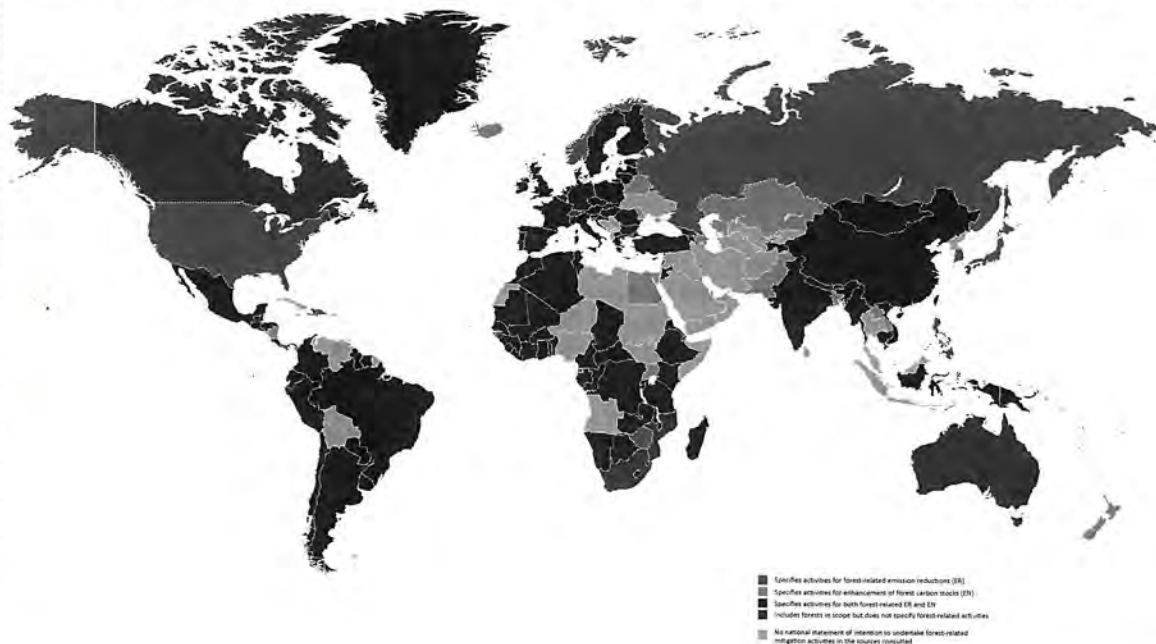 Specifies activities for forest-related emission reductions (ER)
Specifies activities for enhancement of forest carbon stocks (EN)
Specifies activities for both forest-related ER and EN
Includes forests in scope but does not specify forest-related activities
No national statement of intention to undertake forest-related
mitigation activities in the sources consulted